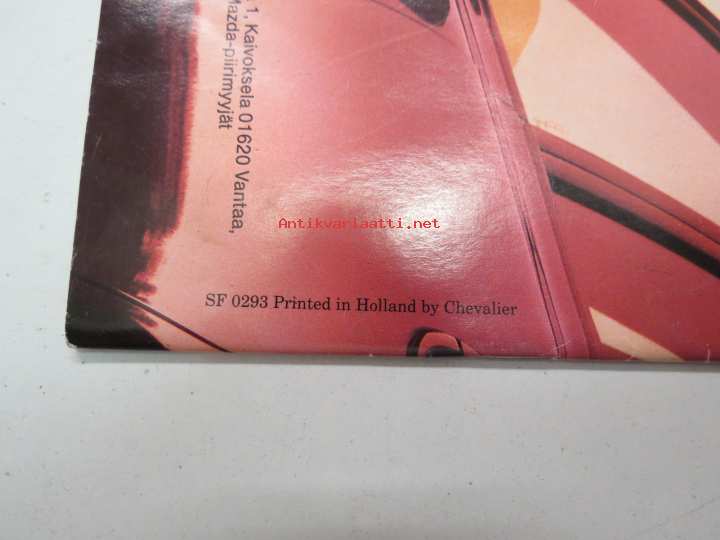 1, Kaivoksela 01620 Vantaa,
Mazda-piirimyyjät
Antikvariaatti.net
SF 0293 Printed in Holland by Chevalier